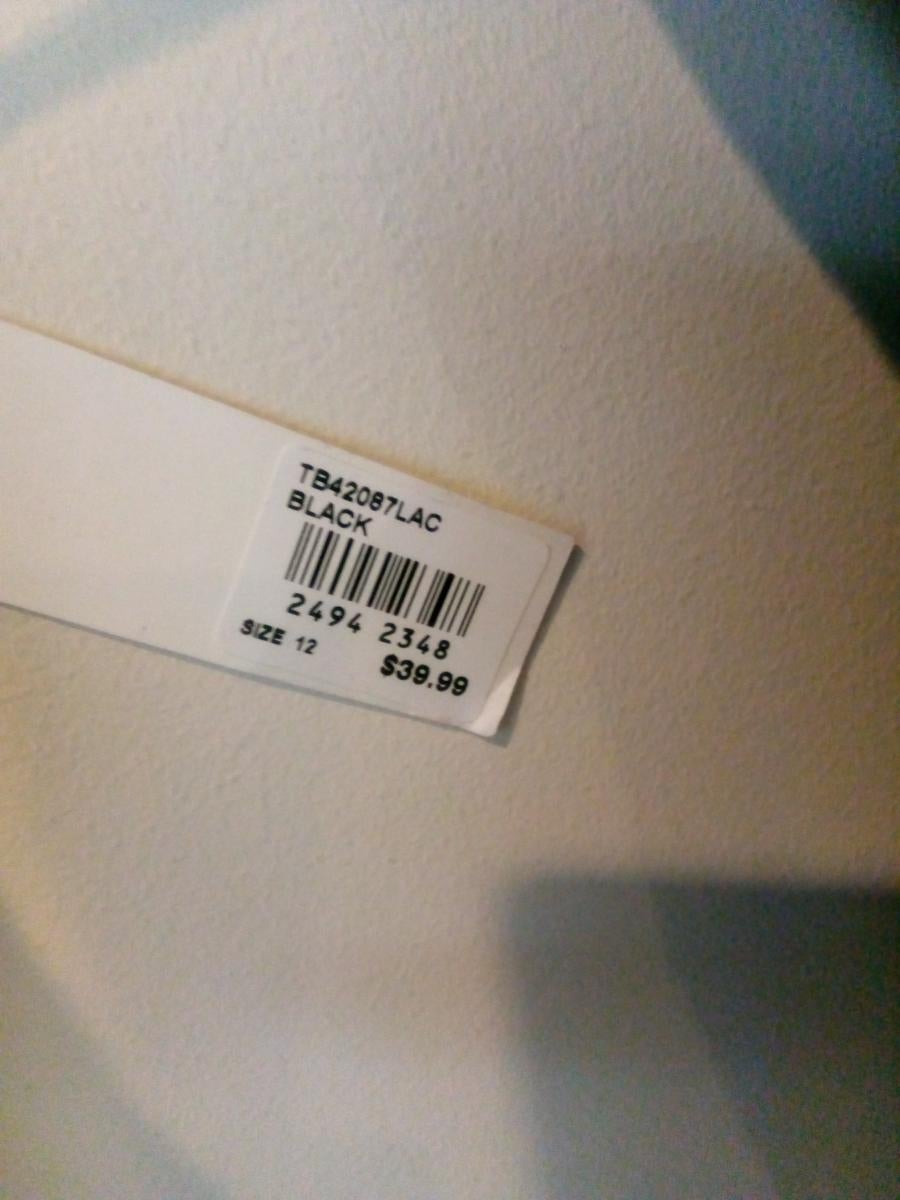 TB42087LAC
BLACK
2494 2348
SIZE 12
$39.99